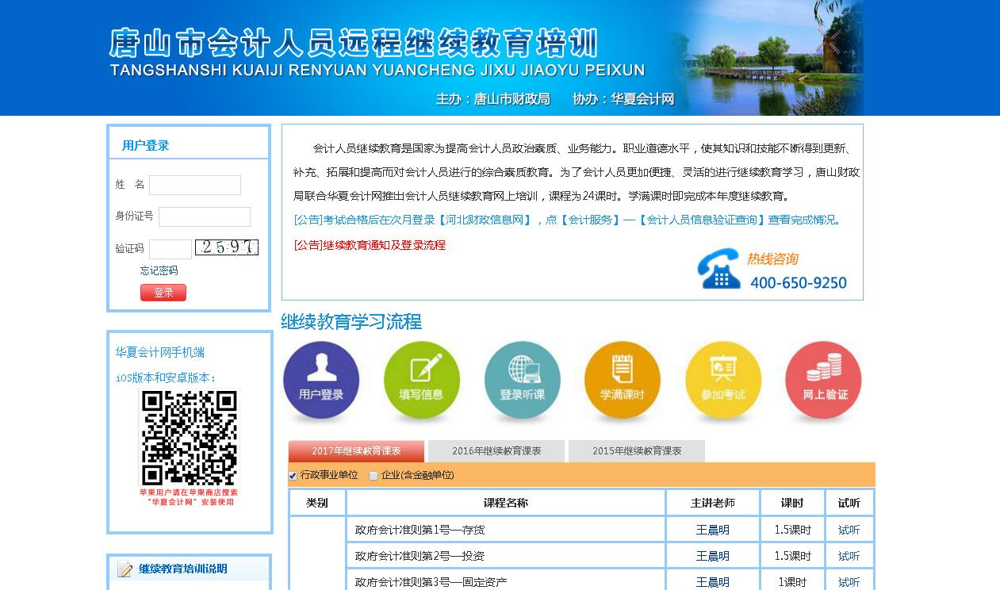 唐山市会计人员远程继续教育培训
TANGSHANSHI KUAIJI RENYUAN YUANCHENG JIXU JIAOYU PEIXUN
主办：唐山市财政局 协办：华夏会计网
用户登录
姓 名
身份证号
验证码 2597
忘记密码
登录
会计人员继续教育是国家为提高会计人员政治素质、业务能力。职业道德水平，使其知识和技能不断得到更新、
补充、拓展和提高而对会计人员进行的综合素质教育。为了会计人员更加便捷、灵活的进行继续教育学习，唐山财政
局联合华夏会计网推出会计人员继续教育网上培训，课程为24课时。学满课时即完成本年度继续教育。
[公告]考试合格后在次月登录【河北财政信息网】，点【会计服务】—【会计人员信息验证查询】查看完成情况。
[公告]继续教育通知及登录流程
热线咨询
400-650-9250
华夏会计网手机端
iOS版本和安卓版本：
苹果用户请在苹果商店搜索
“华夏会计网”安装使用
继续教育培训说明
继续教育学习流程
用户登录 填写信息 登录听课 学满课时 参加考试 网上验证
2017年继续教育课表 2016年继续教育课表 2015年继续教育课表
行政事业单位 企业(含金融单位)
类别 课程名称 主讲老师 课时 试听
政府会计准则第1号—存货 王晨明 1.5课时 试听
政府会计准则第2号—投资 王晨明 1.5课时 试听
政府会计准则第3号—固定资产 王晨明 1课时 试听